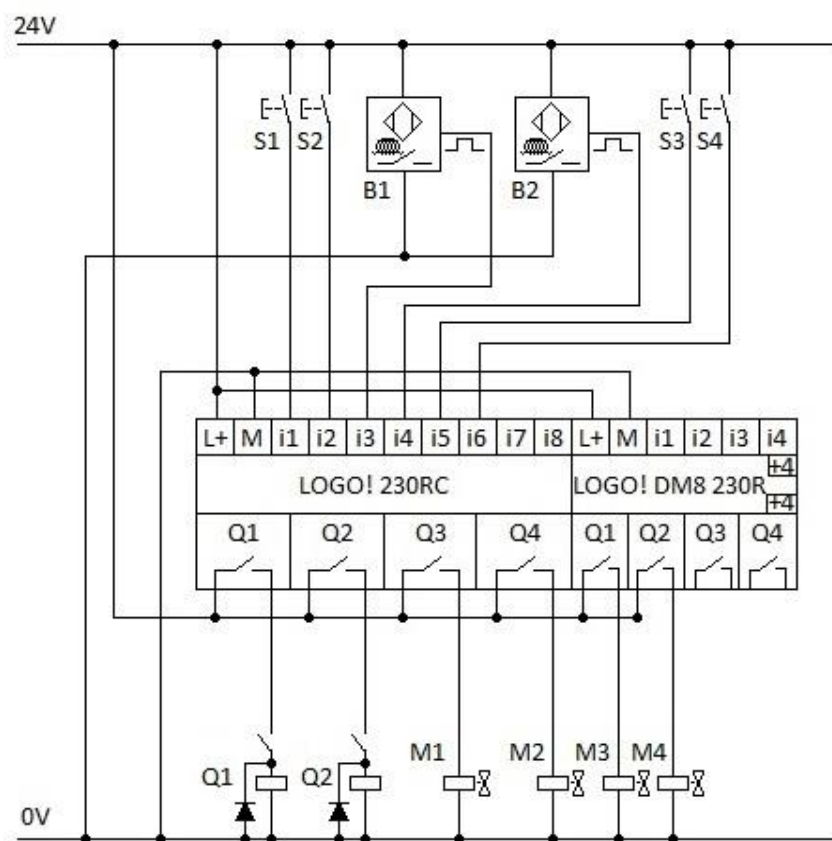 24V
S1 S2 B1 B2 S3 S4
L+ M i1 i2 i3 i4 i5 i6 i7 i8 L+ M i1 i2 i3 i4
+4
LOGO! 230RC LOGO! DM8 230R
+4
Q1 Q2 Q3 Q4 Q1 Q2 Q3 Q4
Q1 Q2 M1 M2 M3 M4
0V